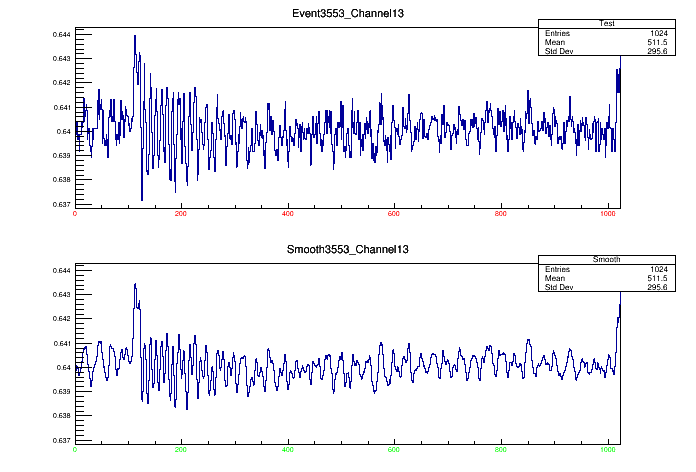 Event3553_Channel13
Test
Entries 1024
Mean 511.5
Std Dev 295.6
0.644
0.643
0.642
0.641
0.64
0.639
0.638
0.637
0 200 400 600 800 1000
Smooth3553_Channel13
Smooth
Entries 1024
Mean 511.5
Std Dev 295.6
0.644
0.643
0.642
0.641
0.64
0.639
0.638
0.637
0 200 400 600 800 1000